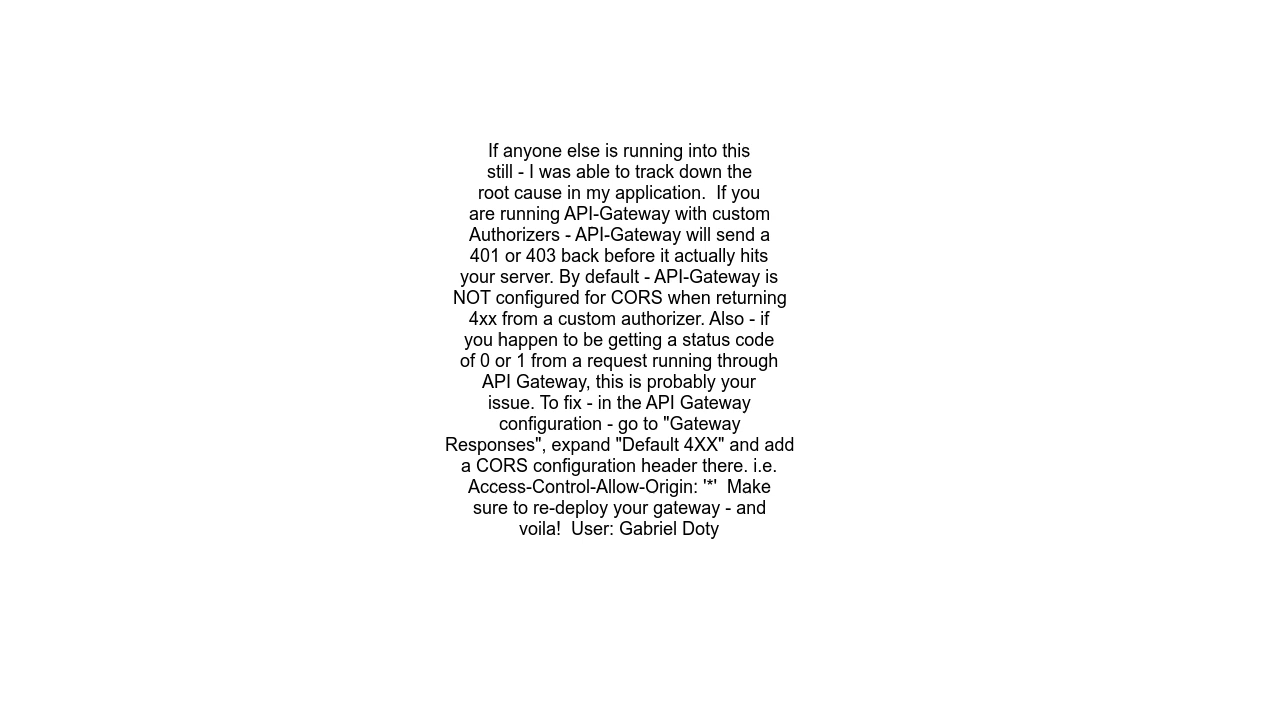 If anyone else is running into this
still - I was able to track down the
root cause in my application.  If you
are running API-Gateway with custom
Authorizers - API-Gateway will send a
401 or 403 back before it actually hits
your server. By default - API-Gateway is
NOT configured for CORS when returning
4xx from a custom authorizer. Also - if
you happen to be getting a status code
of 0 or 1 from a request running through
API Gateway, this is probably your
issue. To fix - in the API Gateway
configuration - go to "Gateway
Responses", expand "Default 4XX" and add
a CORS configuration header there. i.e.
Access-Control-Allow-Origin: '*'  Make
sure to re-deploy your gateway - and
voila!  User: Gabriel Doty